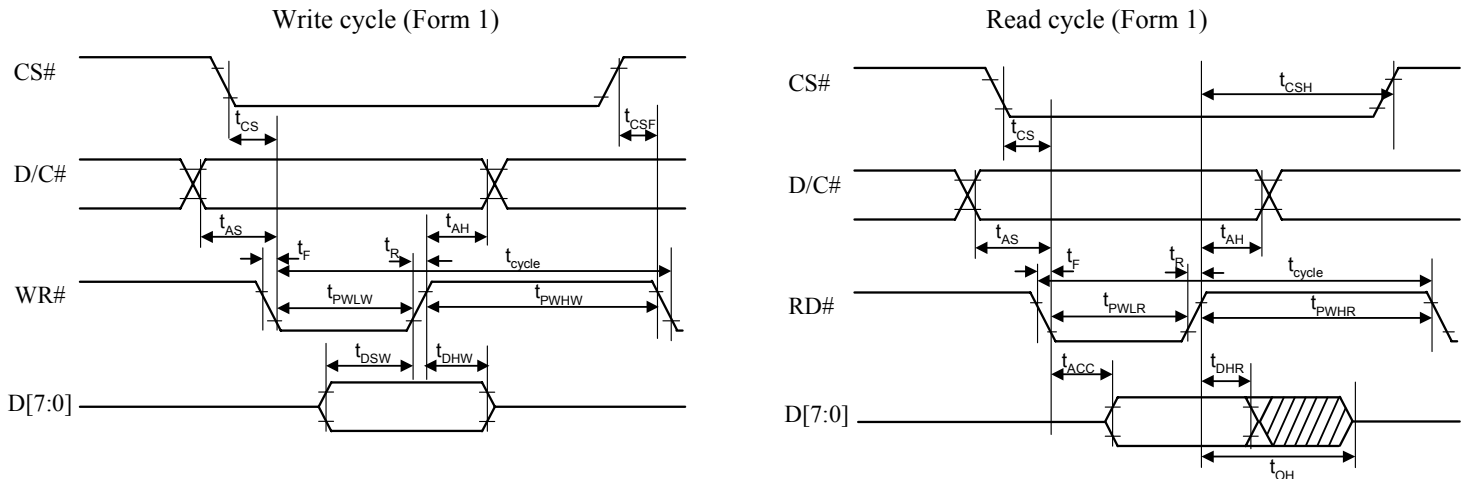 Write cycle (Form 1)
CS#
tCS
tCSF
D/C#
tAS
tF
tR
tAH
tcycle
WR#
tPWLW
tPWHW
tDSW
tDHW
D[7:0]
Read cycle (Form 1)
CS#
tCS
tCSH
D/C#
tAS
tF
tR
tAH
tcycle
RD#
tPWLR
tPWHR
tACC
tDHR
D[7:0]
tOH